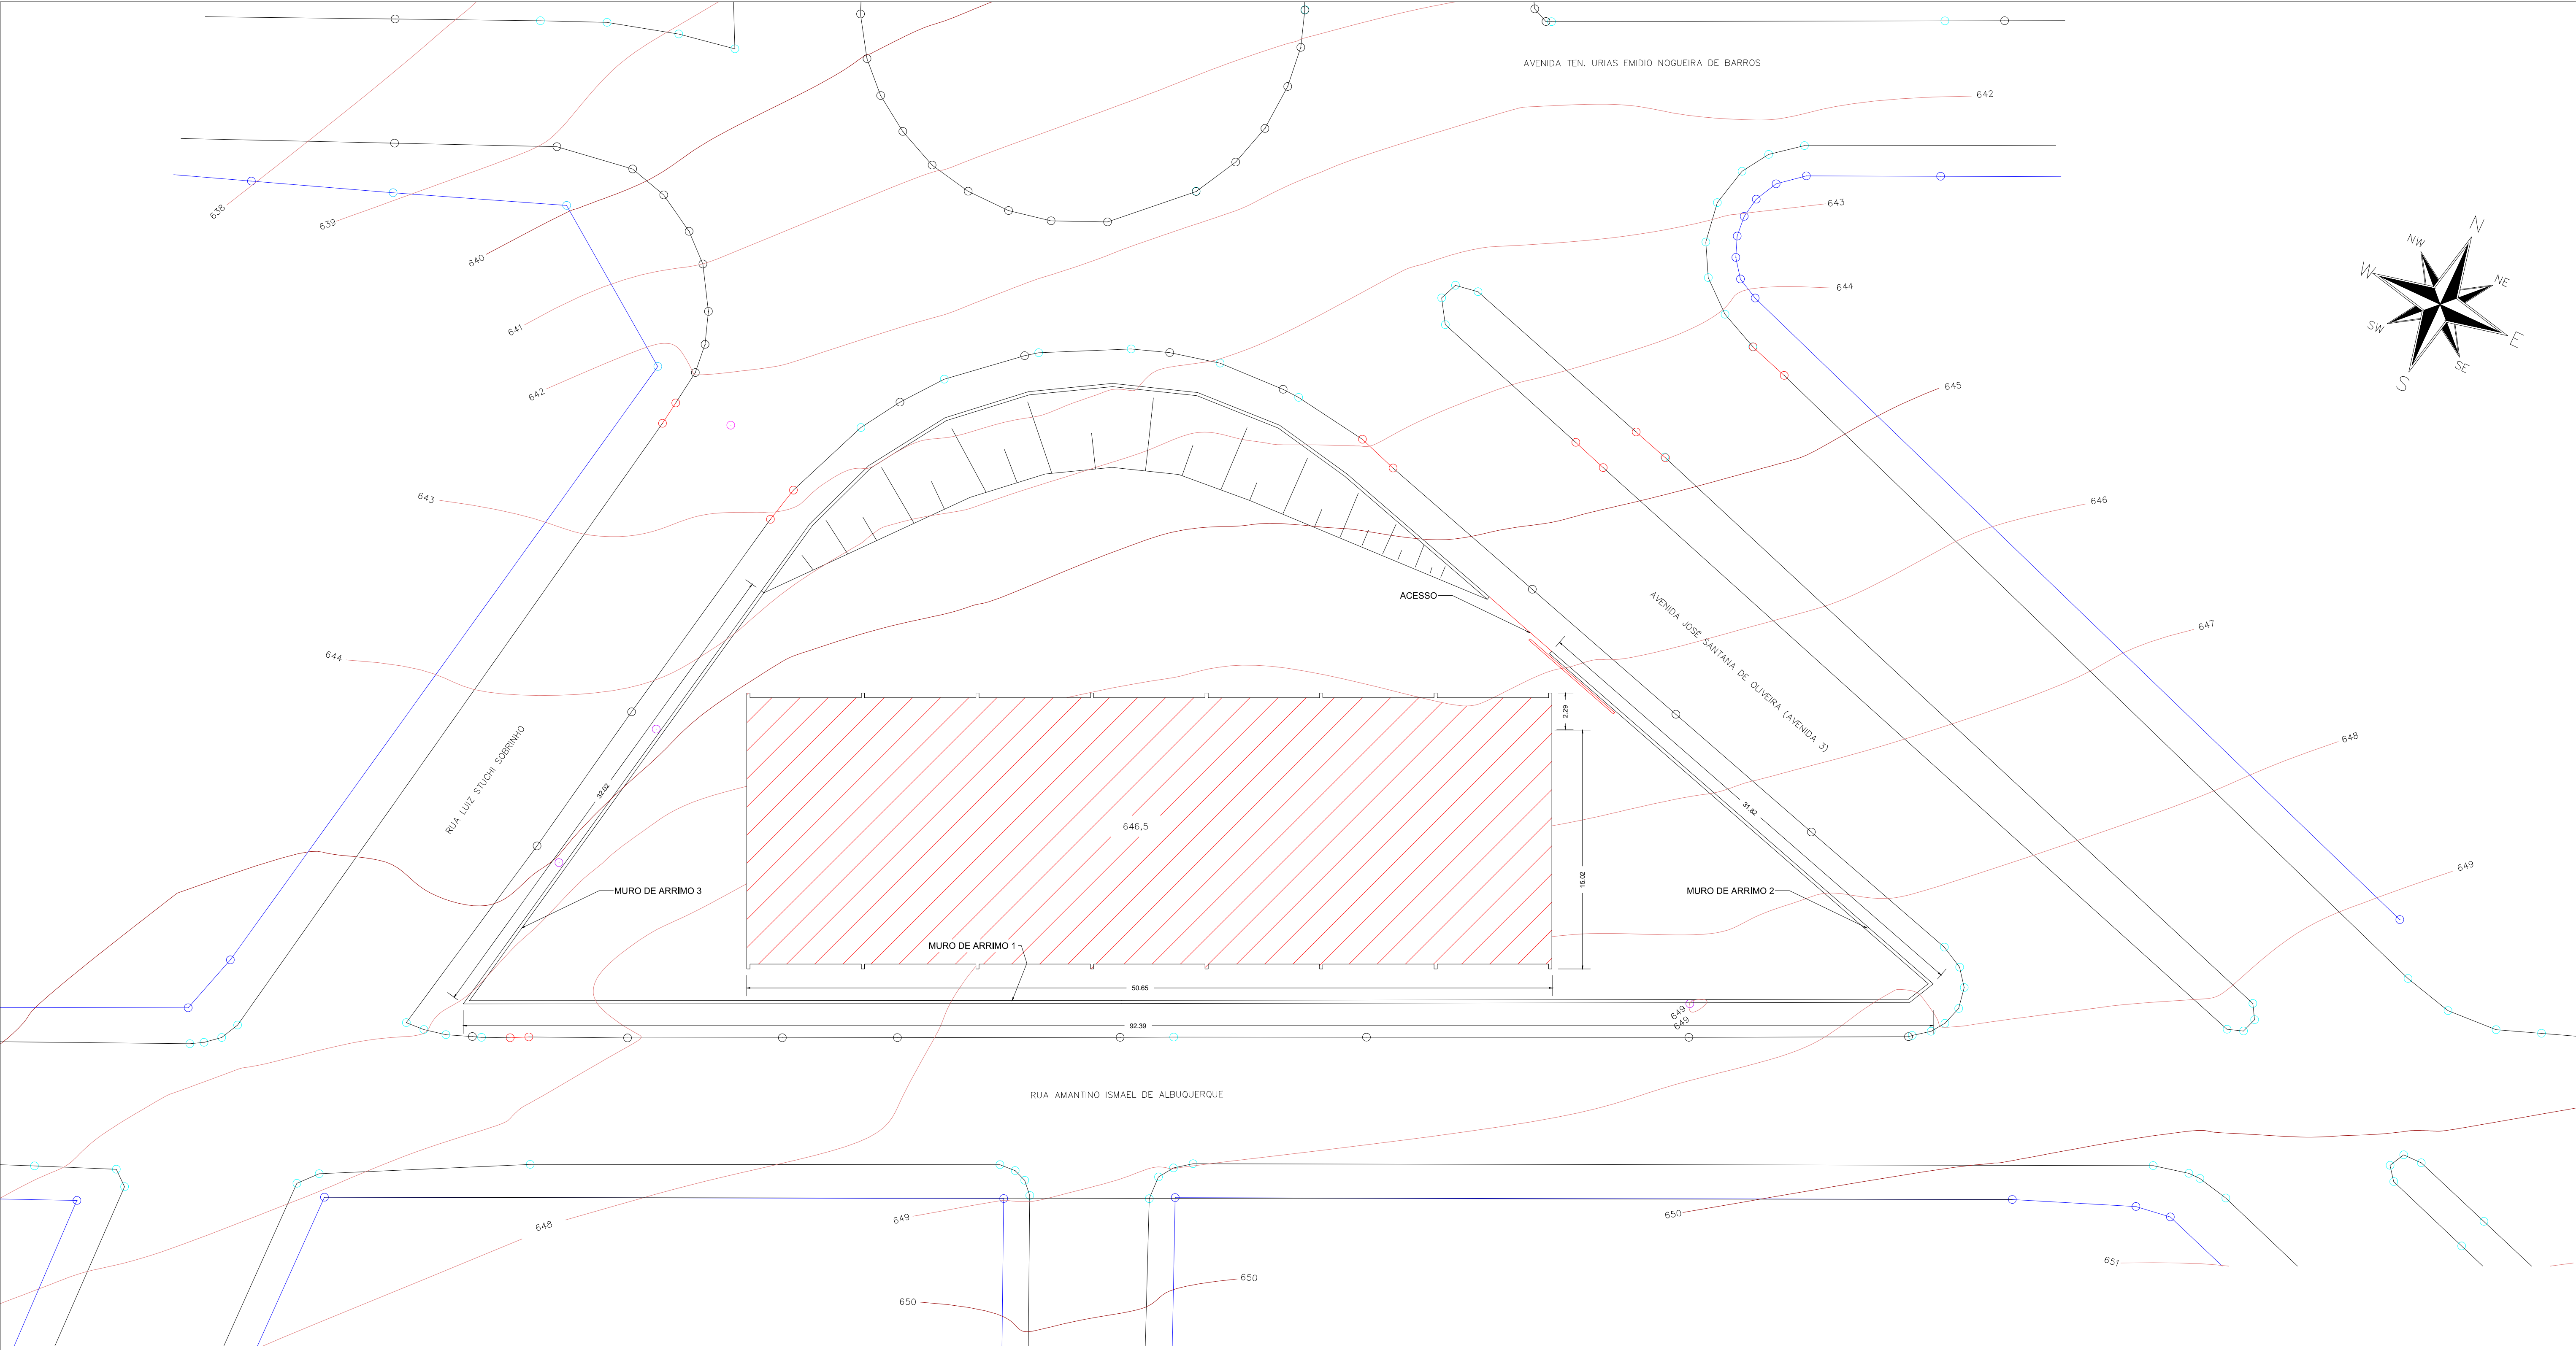 AVENIDA TEN. URIAS EMIDIO NOGUEIRA DE BARROS
642
638
639
640
641
642
643
644
N
NW
NE
W
E
SW
SE
S
645
643
646
ACESSO
AVENIDA JOSÉ SANTANA DE OLIVEIRA (AVENIDA 3)
647
644
RUA LUIZ STUCHI SOBRINHO
32.02
2.29
648
646,5
31.82
15.02
649
MURO DE ARRIMO 3
MURO DE ARRIMO 2
MURO DE ARRIMO 1
50.65
649
649
92.39
RUA AMANTINO ISMAEL DE ALBUQUERQUE
648
649
650
651
650
650